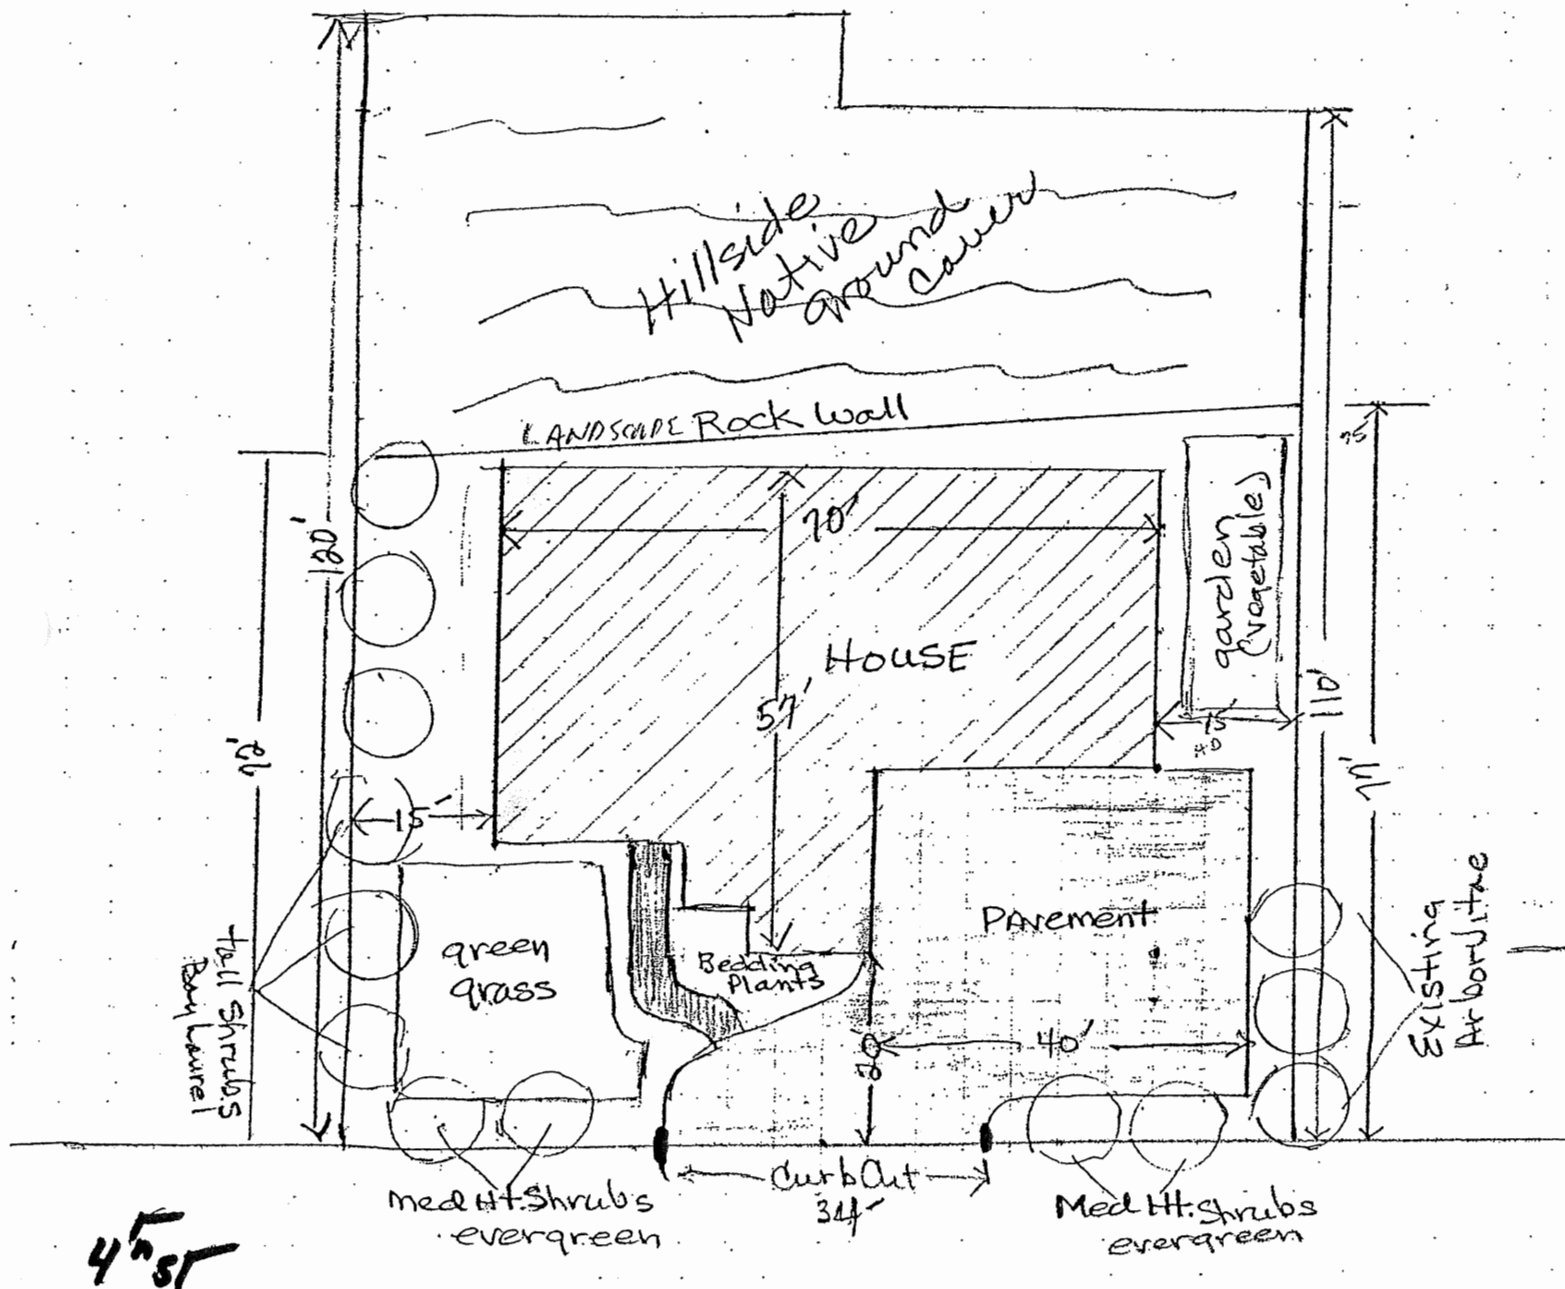 Hillside
Native
ground
cover
LANDSCAPE Rock Wall
75'
70'
120'
HOUSE
garden
(vegetable)
57'
15'
40
110'
15'
Pavement
green
grass
Bedding
Plants
Tall Shrubs
Bay Laurel
Existing
Arborvitae
20'
40'
Curb Cut
34'
Med Ht. Shrubs
evergreen
Med Ht. Shrubs
evergreen
4th ST